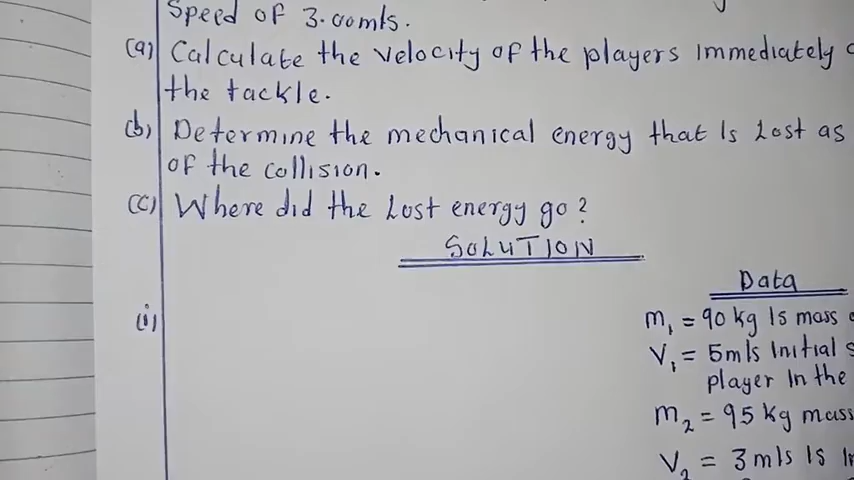 Speed of 3.00m/s.
(a) Calculate the velocity of the players immediately
the tackle.
(b) Determine the mechanical energy that Is Lost as
of the collision.
(c) Where did the Lost energy go?
SOLUTION
Data
(i)
m₁ = 90 kg Is mass
V₁ = 5m/s Initial
player In the
m₂ = 95 kg mass
V₂ = 3m/s Is